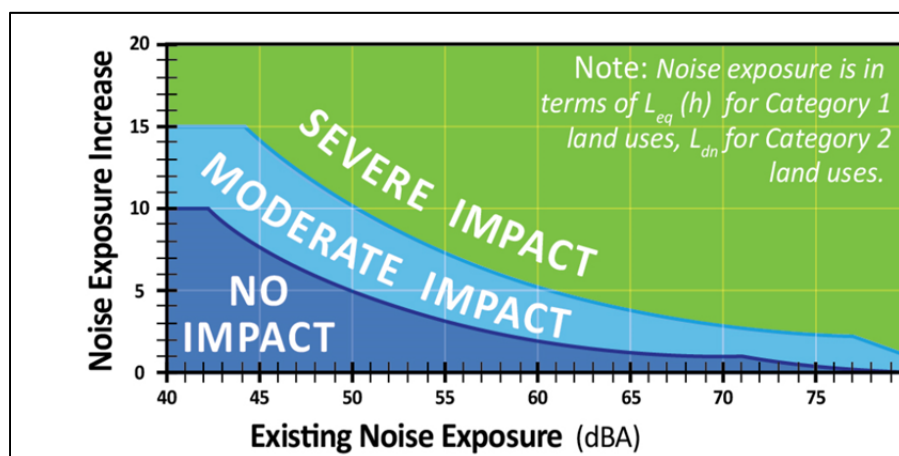 20
15
10
5
0
Noise Exposure Increase
Note: Noise exposure is in
terms of Leq (h) for Category 1
land uses, Ldn for Category 2
land uses.
SEVERE IMPACT
MODERATE IMPACT
NO
IMPACT
40 45 50 55 60 65 70 75
Existing Noise Exposure (dBA)